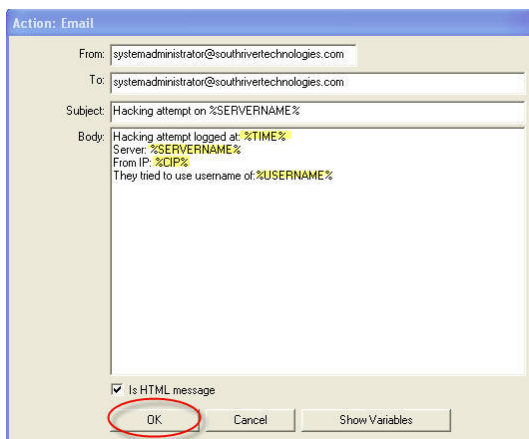 Action: Email
From: systemadministrator@southrivertechnologies.com
To: systemadministrator@southrivertechnologies.com
Subject: Hacking attempt on %SERVERNAME%
Body: Hacking attempt logged at: %TIME%
Server: %SERVERNAME%
From IP: %CIP%
They tried to use username of:%USERNAME%
Is HTML message
OK Cancel Show Variables